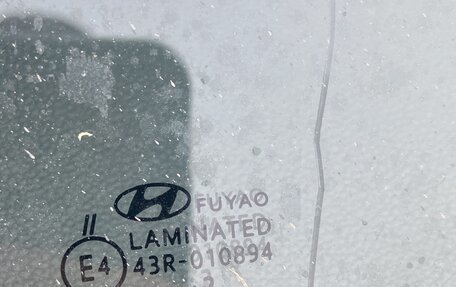 FUYAO
II
LAMINATED
E4 43R-010894